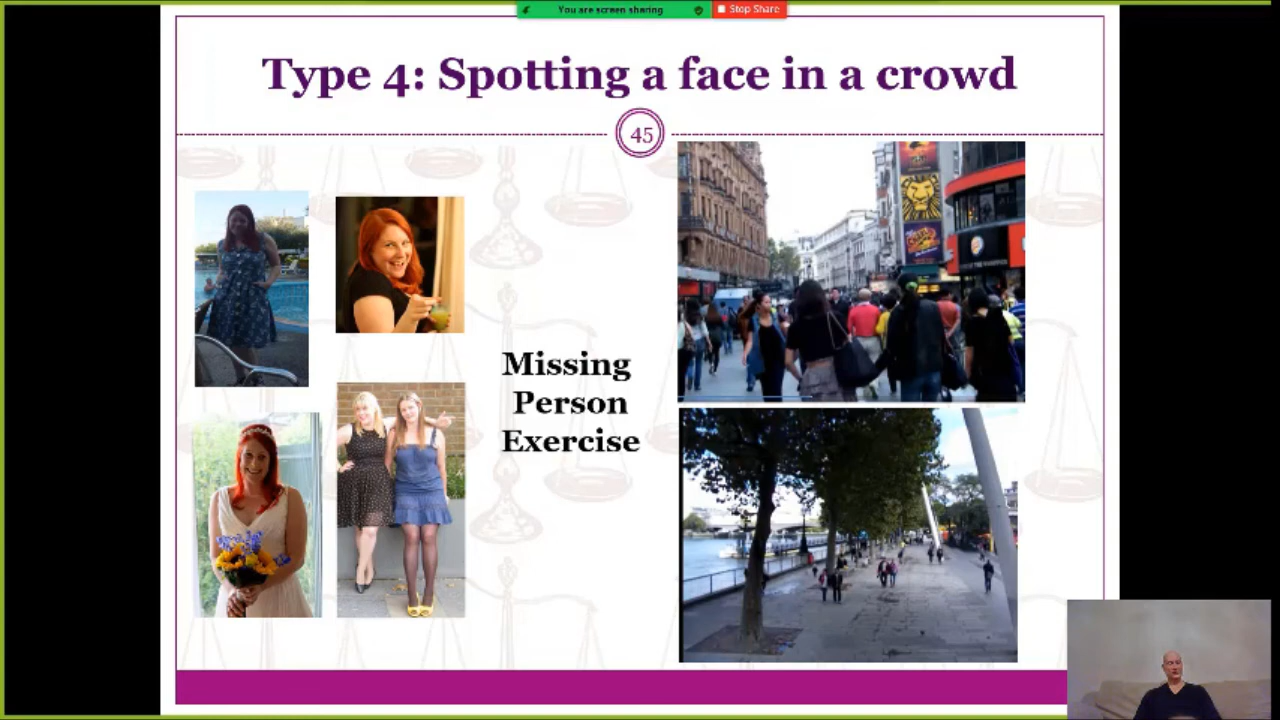 You are screen sharing
Stop Share
Type 4: Spotting a face in a crowd
45
Missing
Person
Exercise